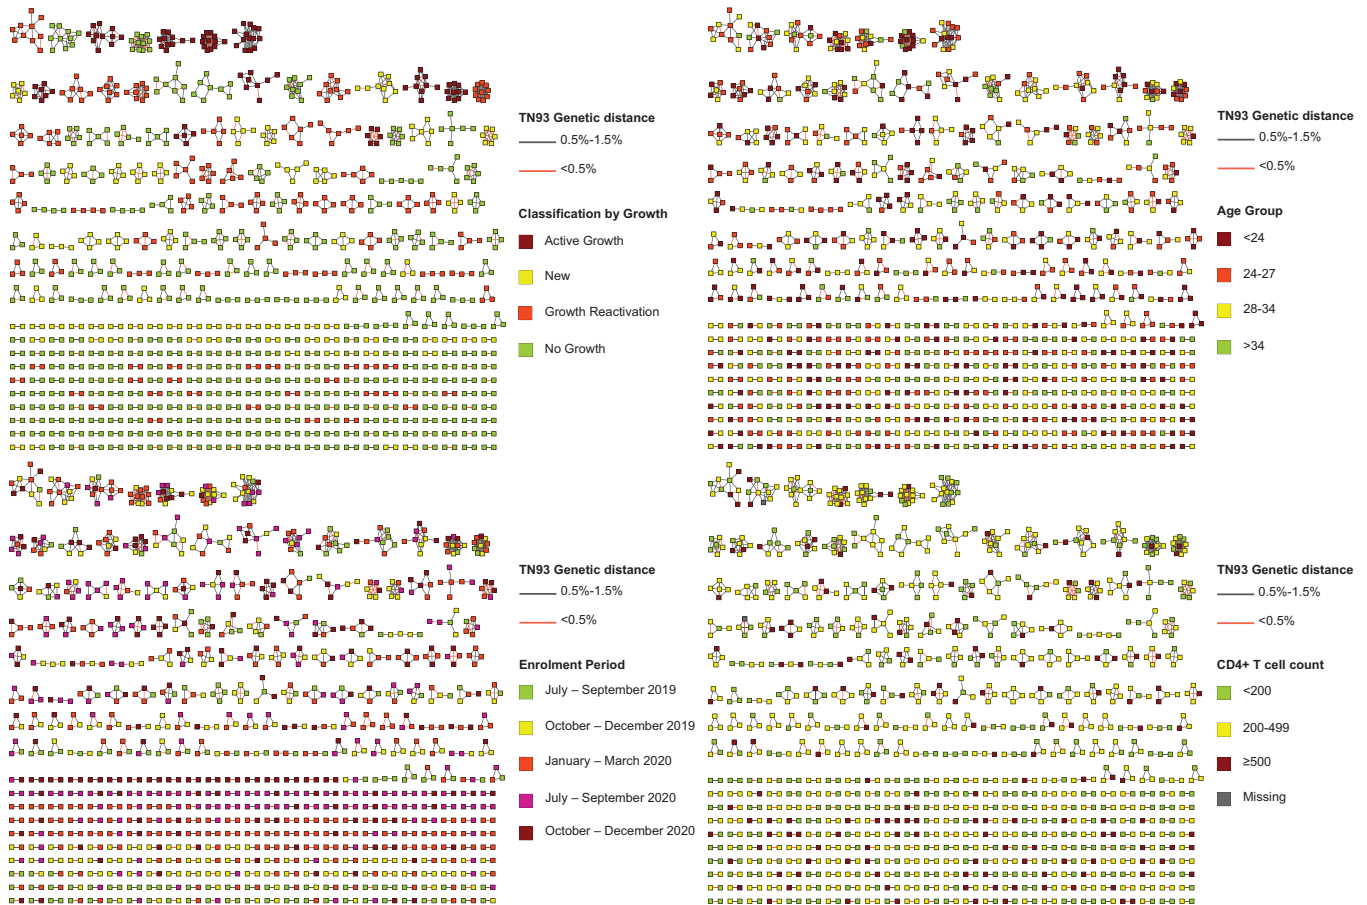 TN93 Genetic distance
0.5%-1.5%
<0.5%
Classification by Growth
Active Growth
New
Growth Reactivation
No Growth
TN93 Genetic distance
0.5%-1.5%
<0.5%
Age Group
<24
24-27
28-34
>34
TN93 Genetic distance
0.5%-1.5%
<0.5%
Enrolment Period
July – September 2019
October – December 2019
January – March 2020
July – September 2020
October – December 2020
TN93 Genetic distance
0.5%-1.5%
<0.5%
CD4+ T cell count
<200
200-499
≥500
Missing